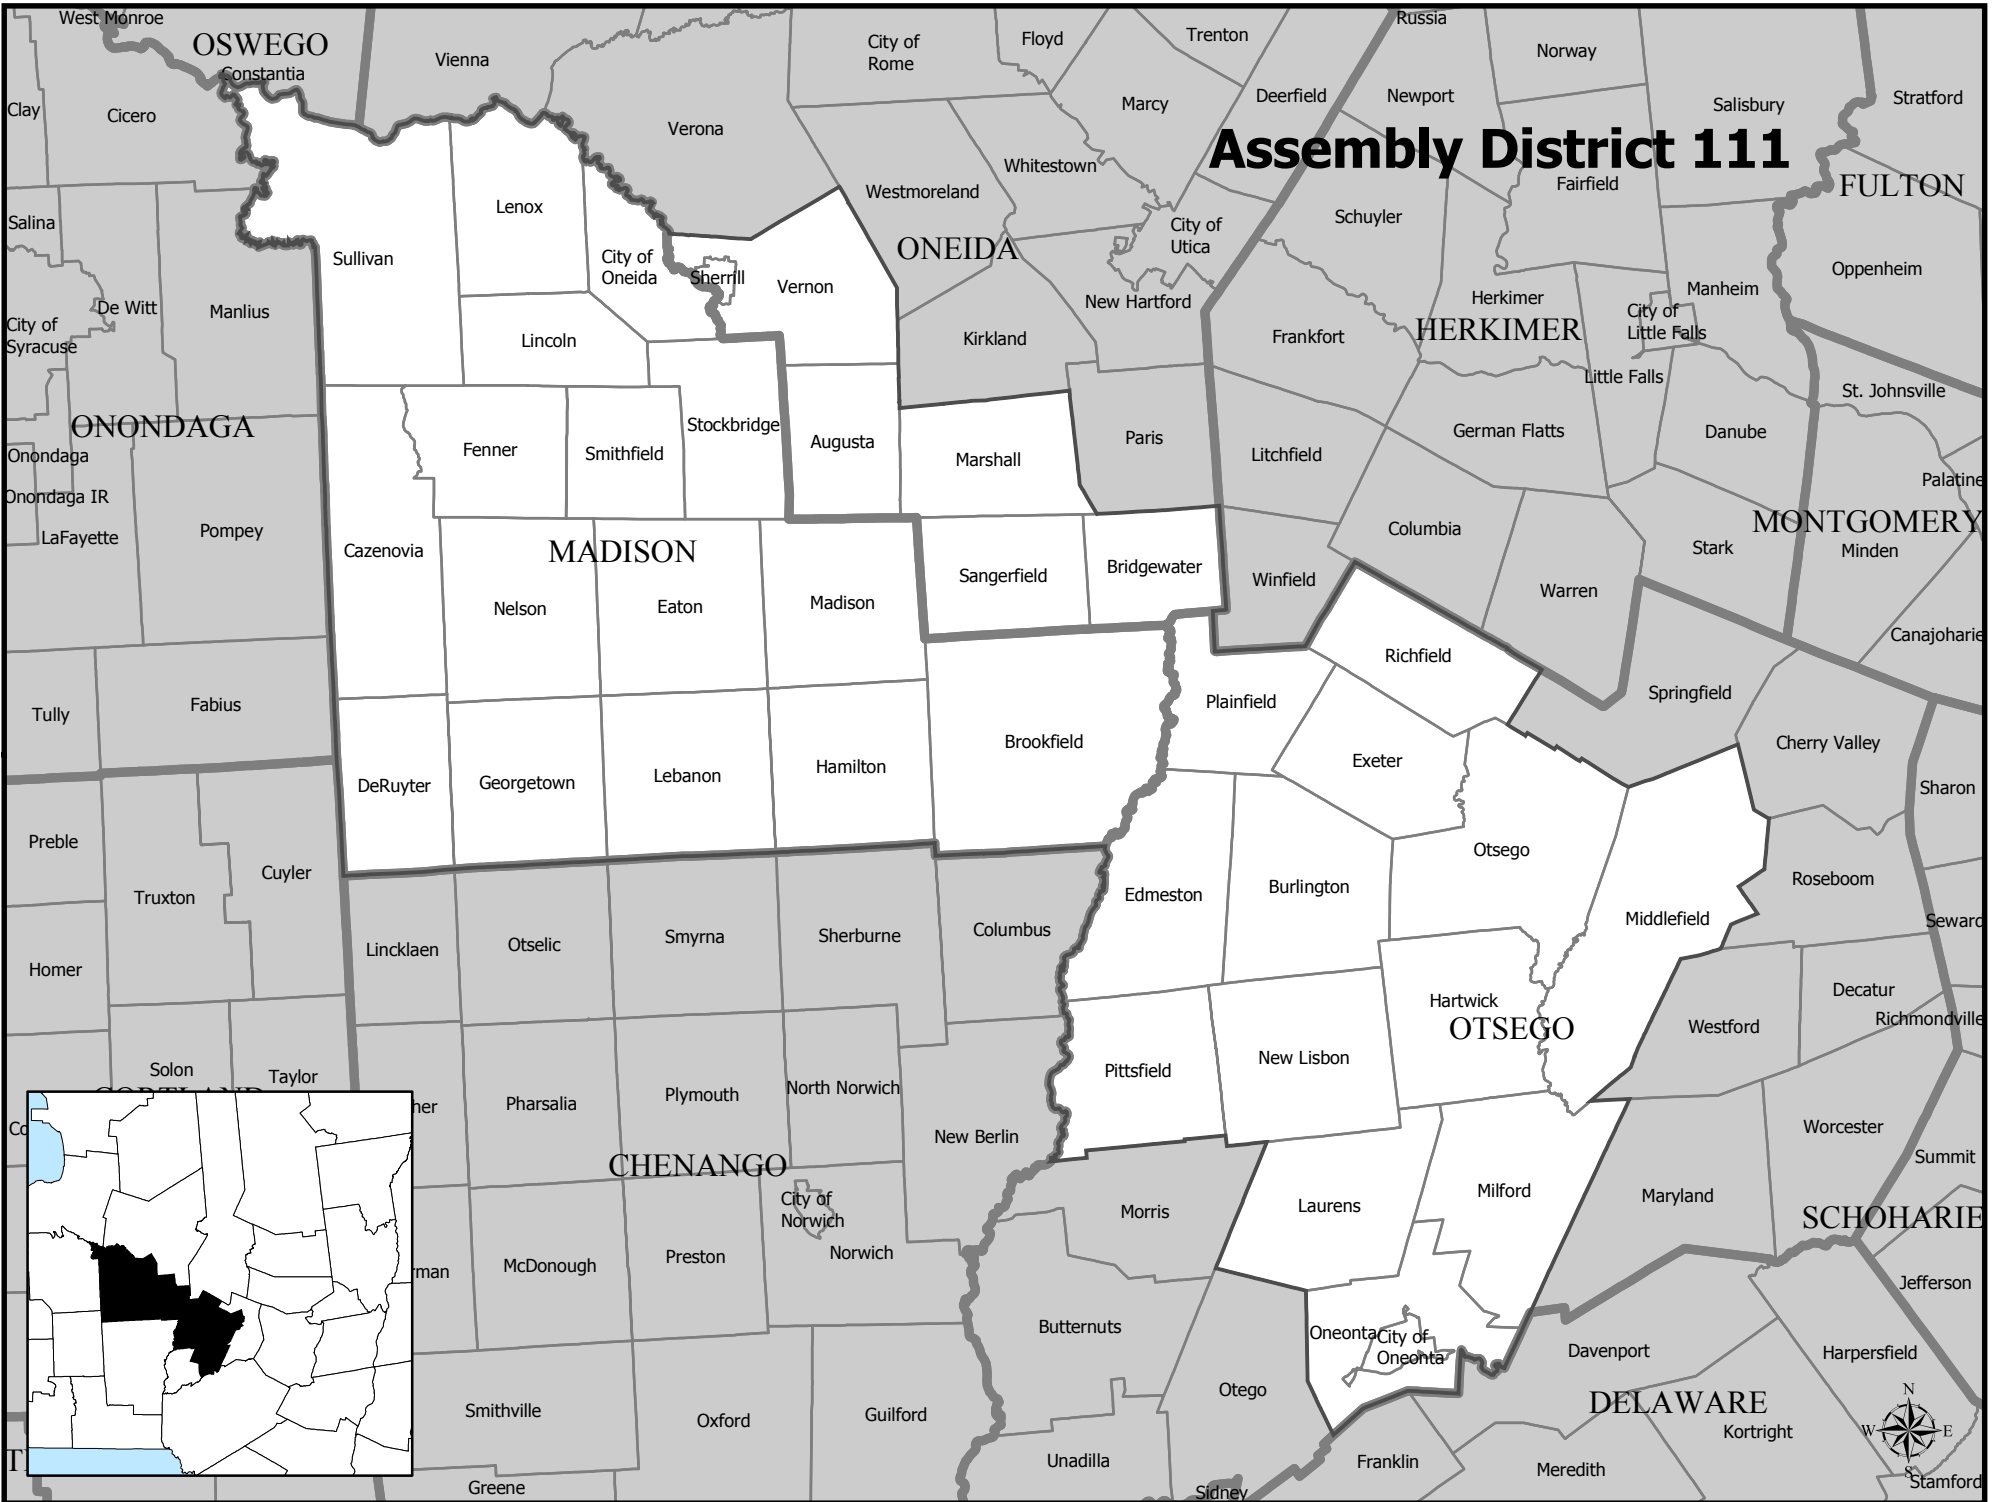 West Monroe
OSWEGO
Constantia
Vienna
City of
Rome
Floyd
Trenton
Russia
Norway
Clay
Cicero
Verona
Marcy
Deerfield
Newport
Salisbury
Stratford
Assembly District 111
Whitestown
Westmoreland
Fairfield
FULTON
Salina
Lenox
Schuyler
City of
Utica
ONEIDA
Sullivan
City of
Oneida
Sherrill
Vernon
Oppenheim
De Witt
Manlius
New Hartford
Herkimer
Manheim
City of
Little Falls
City of
Syracuse
Lincoln
Kirkland
Frankfort
HERKIMER
Little Falls
St. Johnsville
ONONDAGA
Stockbridge
Fenner
Smithfield
Augusta
Marshall
Paris
Litchfield
German Flatts
Danube
Onondaga
Onondaga IR
Palatine
LaFayette
Pompey
Cazenovia
MADISON
Columbia
Stark
MONTGOMERY
Minden
Nelson
Eaton
Madison
Sangerfield
Bridgewater
Winfield
Warren
Canajoharie
Richfield
Tully
Fabius
Plainfield
Springfield
Brookfield
Exeter
Cherry Valley
DeRuyter
Georgetown
Lebanon
Hamilton
Sharon
Preble
Truxton
Cuyler
Otsego
Edmeston
Burlington
Roseboom
Middlefield
Seward
Lincklaen
Otselic
Smyrna
Sherburne
Columbus
Homer
Hartwick
OTSEGO
Westford
Decatur
Richmondville
Solon
Taylor
Pittsfield
New Lisbon
her
Pharsalia
Plymouth
North Norwich
Co
New Berlin
Worcester
CHENANGO
Summit
City of
Norwich
Norwich
Morris
Laurens
Milford
Maryland
SCHOHARIE
rman
McDonough
Preston
Jefferson
Butternuts
Oneonta
City of
Oneonta
Davenport
Harpersfield
Otego
DELAWARE
Kortright
N
W
E
S
Smithville
Oxford
Guilford
Unadilla
Franklin
Meredith
Stamford
Greene
Sidney